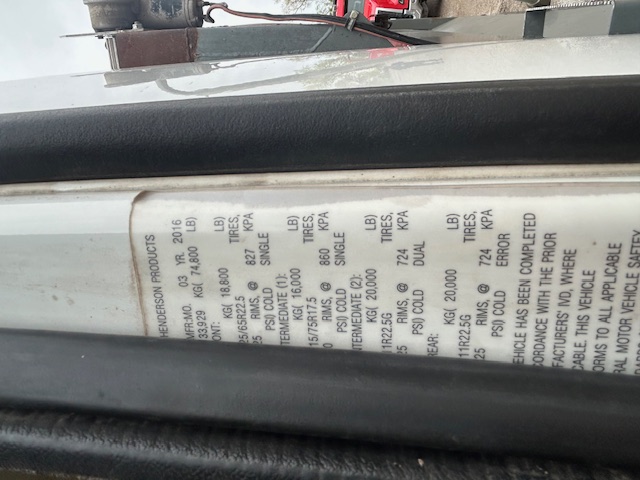 HENDERSON PRODUCTS
MFR:MO. 03 YR. 2016
33,929 KG( 74,800 LB)
ONT:
KG( 18,800 LB)
25/65R22.5 TIRES,
25 RIMS, @ 827 KPA
PSI) COLD SINGLE
TERMEDIATE (1):
KG( 16,000 LB)
15/75R17.5 TIRES,
0 RIMS, @ 860 KPA
PSI) COLD SINGLE
TERMEDIATE (2):
KG( 20,000 LB)
11R22.5G TIRES,
25 RIMS, @ 724 KPA
PSI) COLD DUAL
REAR:
KG( 20,000 LB)
11R22.5G TIRES,
25 RIMS, @ 724 KPA
PSI) COLD ERROR
EHICLE HAS BEEN COMPLETED
CORDANCE WITH THE PRIOR
FACTURERS' IVD, WHERE
CABLE. THIS VEHICLE
ORMS TO ALL APPLICABLE
RAL MOTOR VEHICLE SAFETY